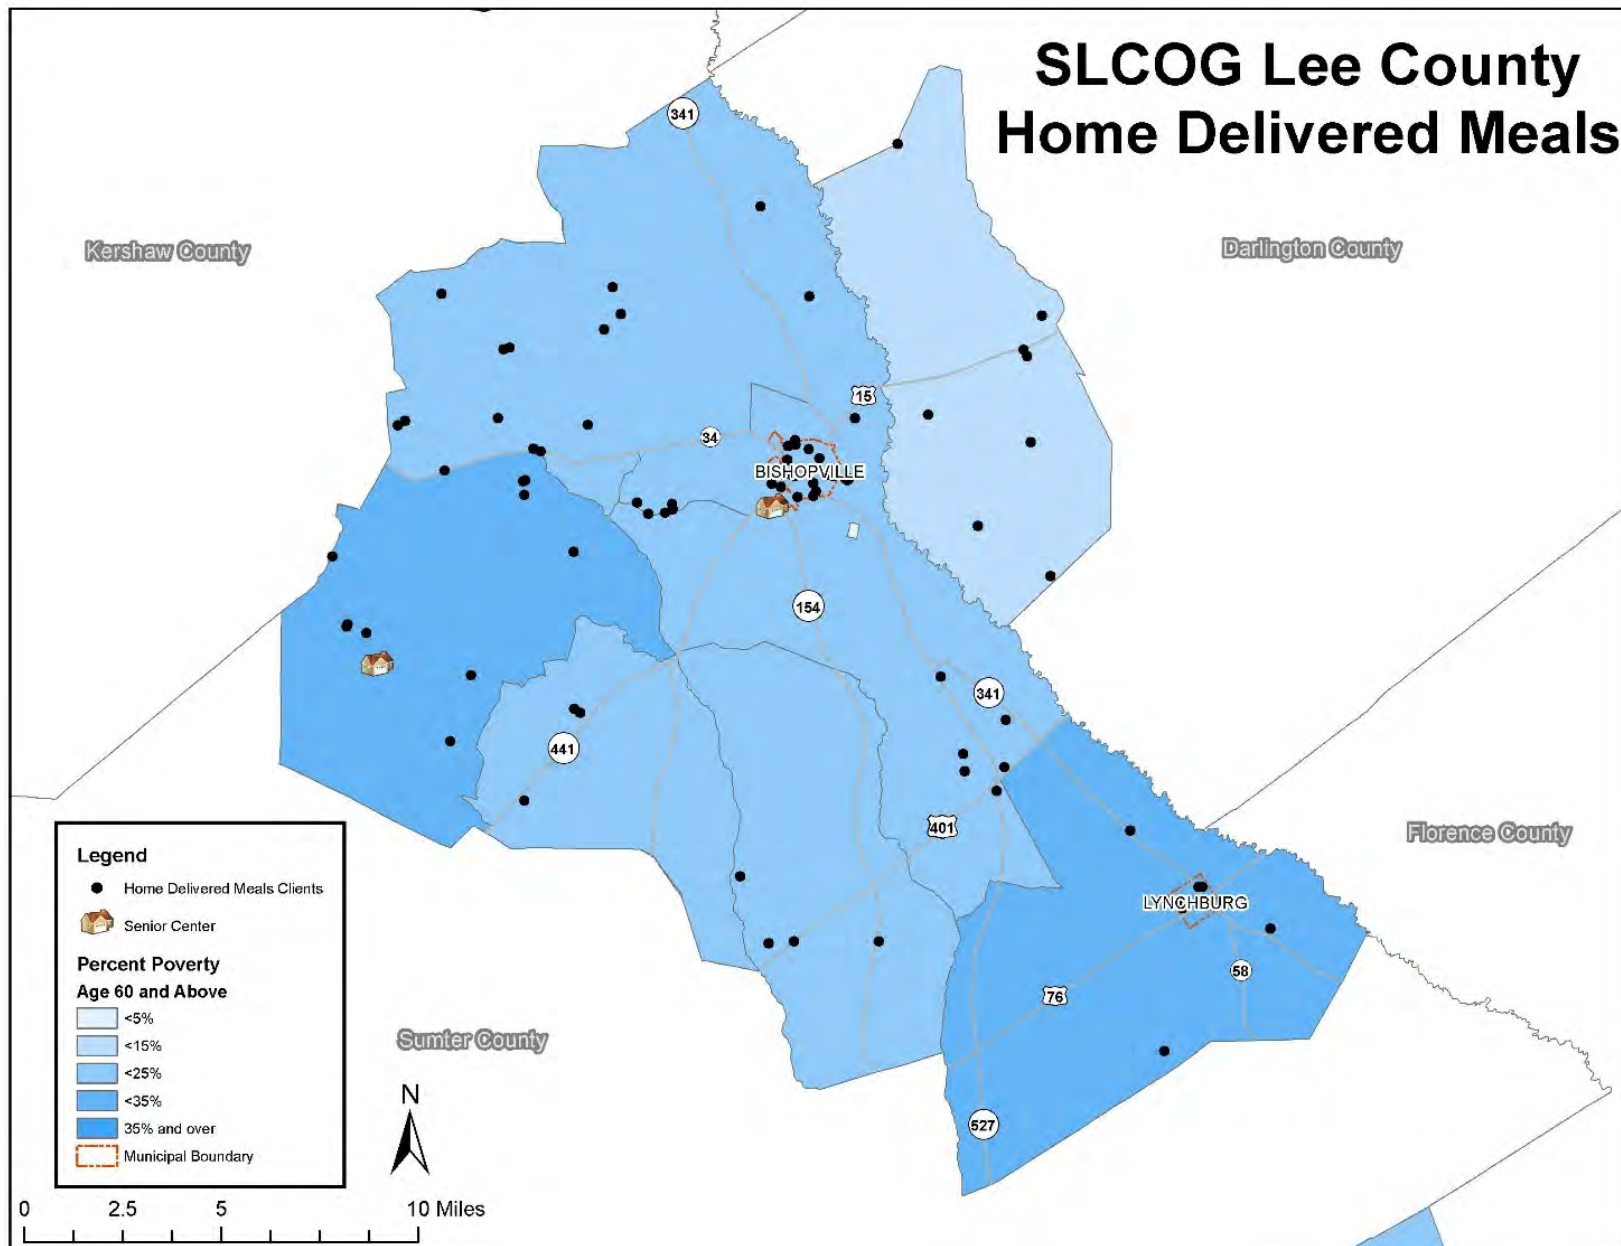 SLCOG Lee County
Home Delivered Meals
341
Kershaw County
Darlington County
15
34
BISHOPVILLE
154
341
441
401
Florence County
LYNCHBURG
58
76
Sumter County
527
Legend
Home Delivered Meals Clients
Senior Center
Percent Poverty
Age 60 and Above
<5%
<15%
<25%
<35%
35% and over
Municipal Boundary
N
0 2.5 5 10 Miles